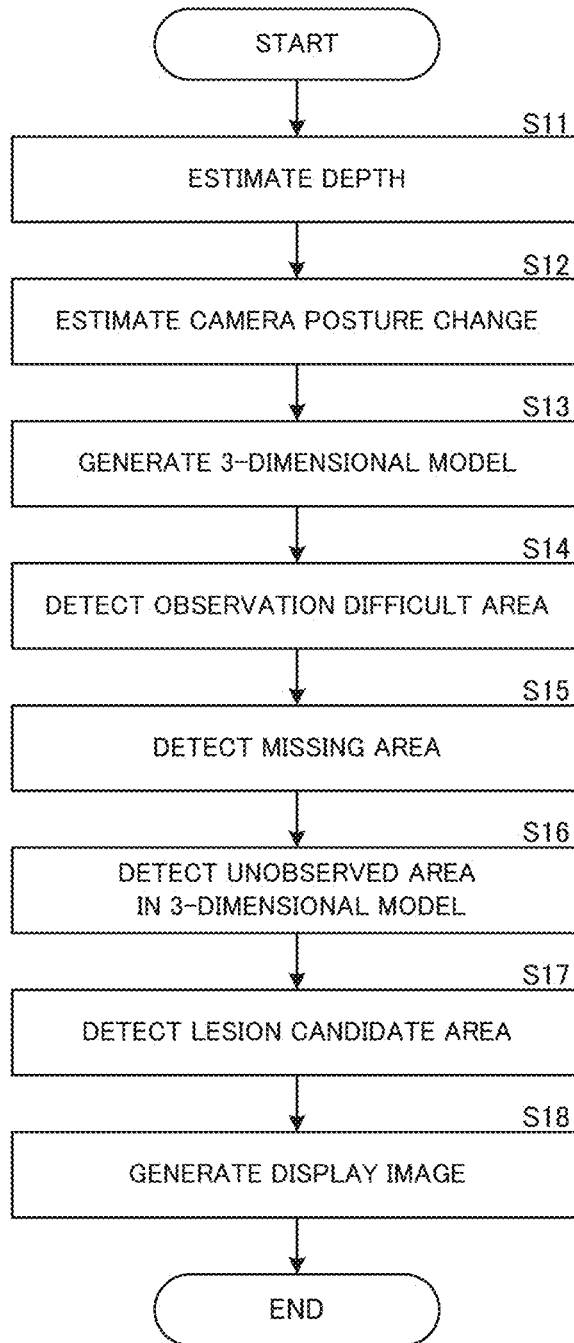 START
S11
ESTIMATE DEPTH
S12
ESTIMATE CAMERA POSTURE CHANGE
S13
GENERATE 3-DIMENSIONAL MODEL
S14
DETECT OBSERVATION DIFFICULT AREA
S15
DETECT MISSING AREA
S16
DETECT UNOBSERVED AREA
IN 3-DIMENSIONAL MODEL
S17
DETECT LESION CANDIDATE AREA
S18
GENERATE DISPLAY IMAGE
END